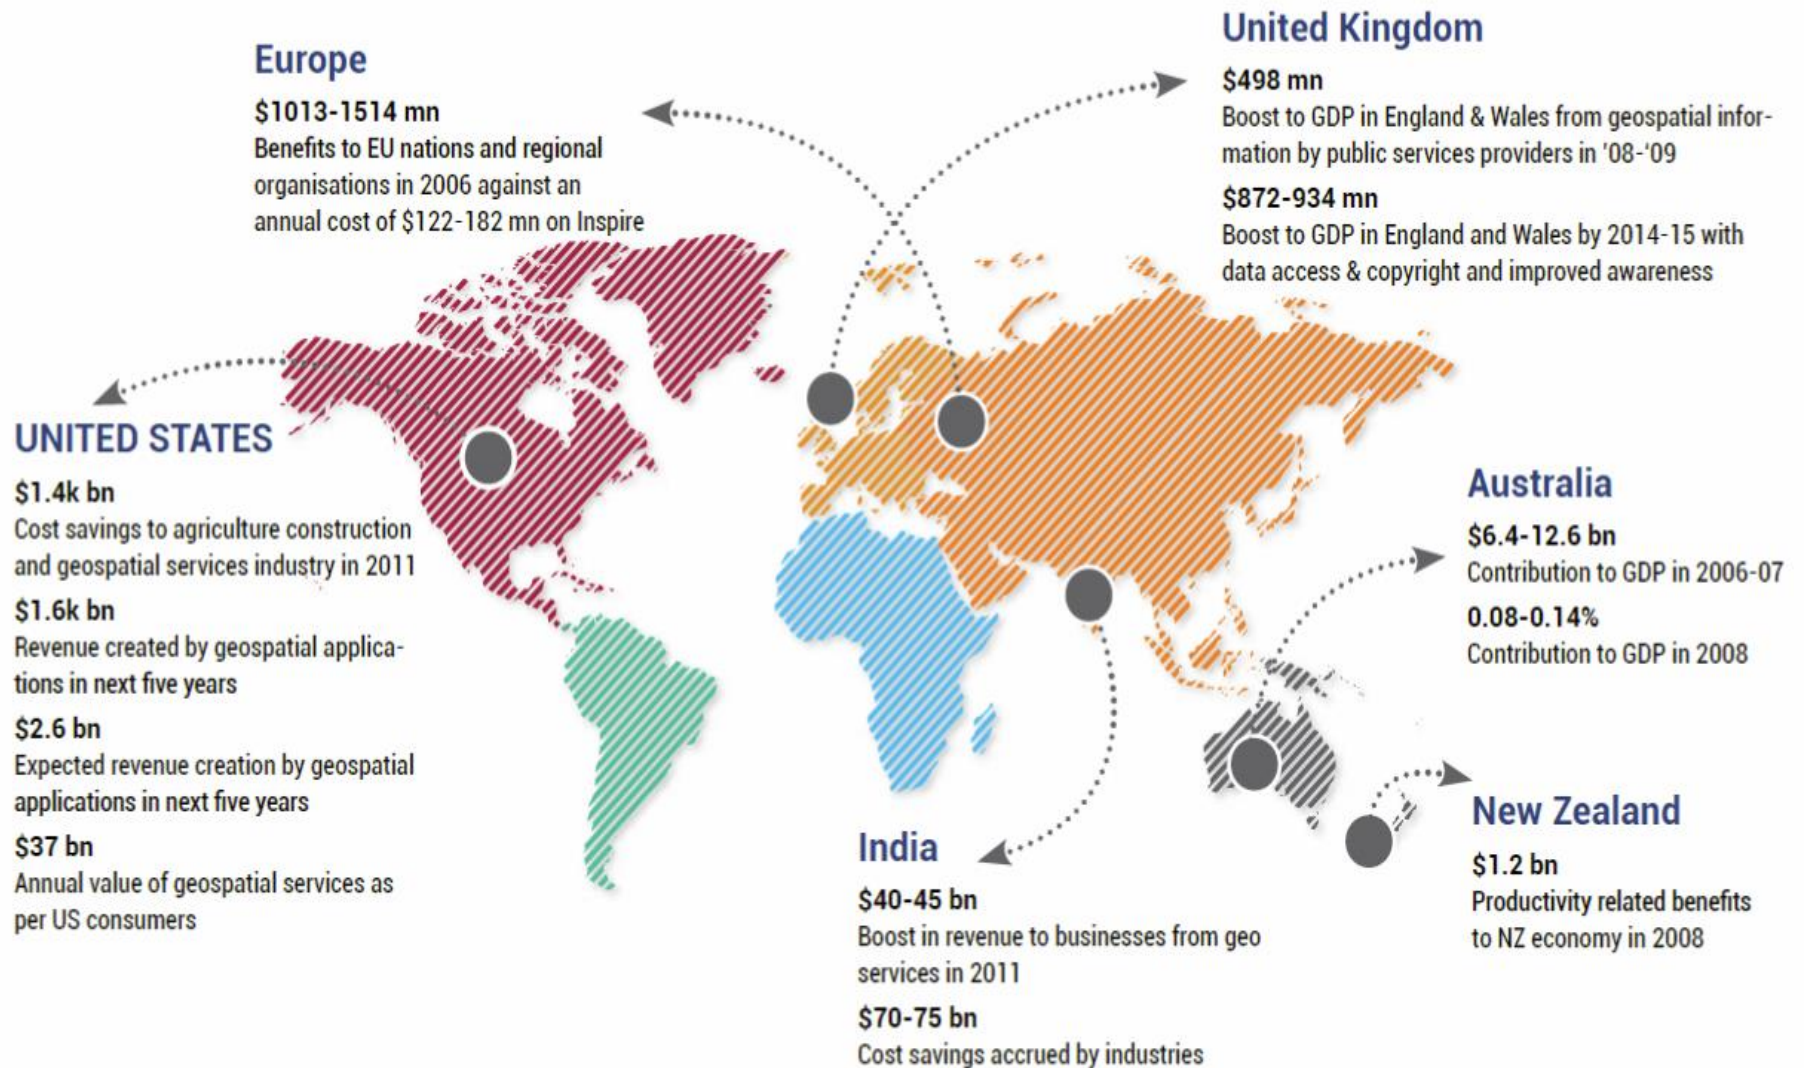 Europe
$1013-1514 mn
Benefits to EU nations and regional
organisations in 2006 against an
annual cost of $122-182 mn on Inspire
United Kingdom
$498 mn
Boost to GDP in England & Wales from geospatial infor-
mation by public services providers in '08-'09
$872-934 mn
Boost to GDP in England and Wales by 2014-15 with
data access & copyright and improved awareness
UNITED STATES
$1.4k bn
Cost savings to agriculture construction
and geospatial services industry in 2011
$1.6k bn
Revenue created by geospatial applica-
tions in next five years
$2.6 bn
Expected revenue creation by geospatial
applications in next five years
$37 bn
Annual value of geospatial services as
per US consumers
Australia
$6.4-12.6 bn
Contribution to GDP in 2006-07
0.08-0.14%
Contribution to GDP in 2008
New Zealand
$1.2 bn
Productivity related benefits
to NZ economy in 2008
India
$40-45 bn
Boost in revenue to businesses from geo
services in 2011
$70-75 bn
Cost savings accrued by industries